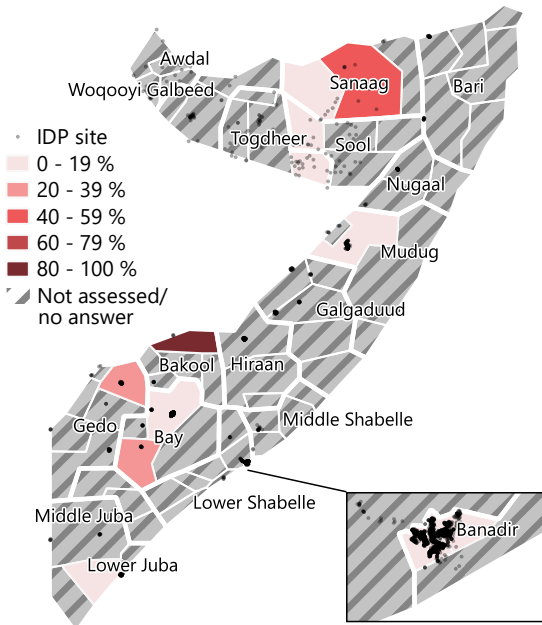 Awdal
Woqooyi Galbeed
Sanaag
Bari
Togdheer
Sool
Nugaal
IDP site
0 - 19 %
20 - 39 %
40 - 59 %
60 - 79 %
80 - 100 %
Not assessed/
no answer
Mudug
Galgaduud
Bakool
Hiraan
Gedo
Bay
Middle Shabelle
Lower Shabelle
Middle Juba
Banadir
Lower Juba